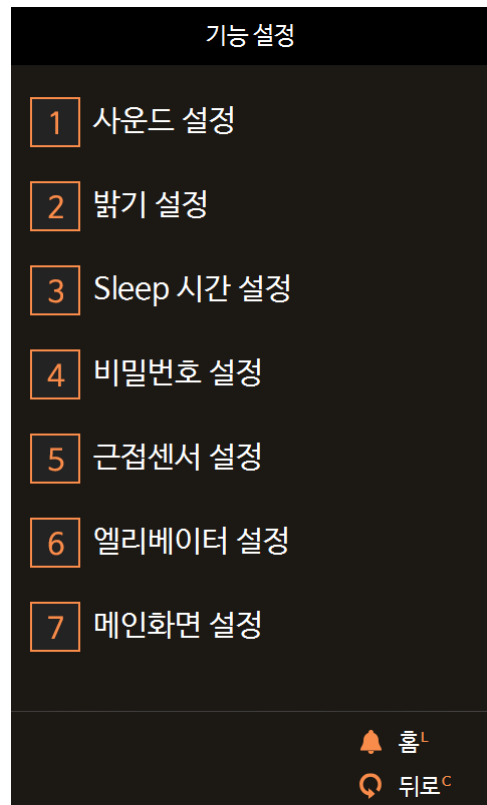 기능 설정
1 사운드 설정
2 밝기 설정
3 Sleep 시간 설정
4 비밀번호 설정
5 근접센서 설정
6 엘리베이터 설정
7 메인화면 설정
홈L
뒤로C